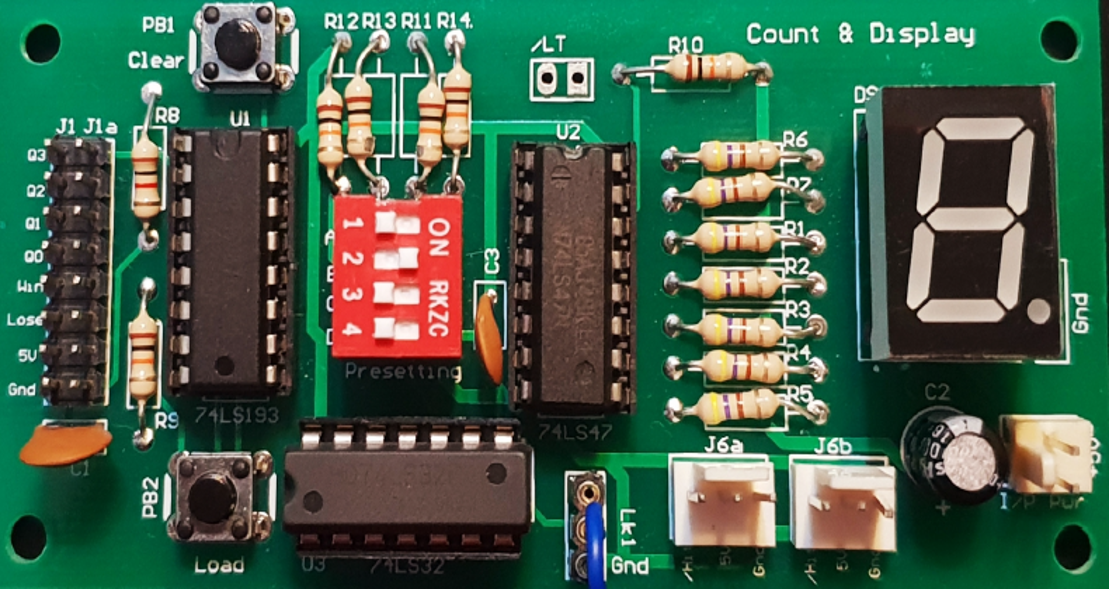 PB1
Clear
R12 R13 R11 R14
/LT
R10
Count & Display
J1 J1a
R8
U1
U2
DS
Q3
Q2
Q1
Q0
Win
Lose
5V
Gnd
R9
1
2
3
4
ON
RKZC
Presetting
C3
R6
R7
R1
R2
R3
R4
R5
Gnd
74LS193
74LS47
C1
C2
PB2
Load
U3
74LS32
Lk1
Gnd
J6a
J6b
5V
Gnd
5V
+
I/P Pwr